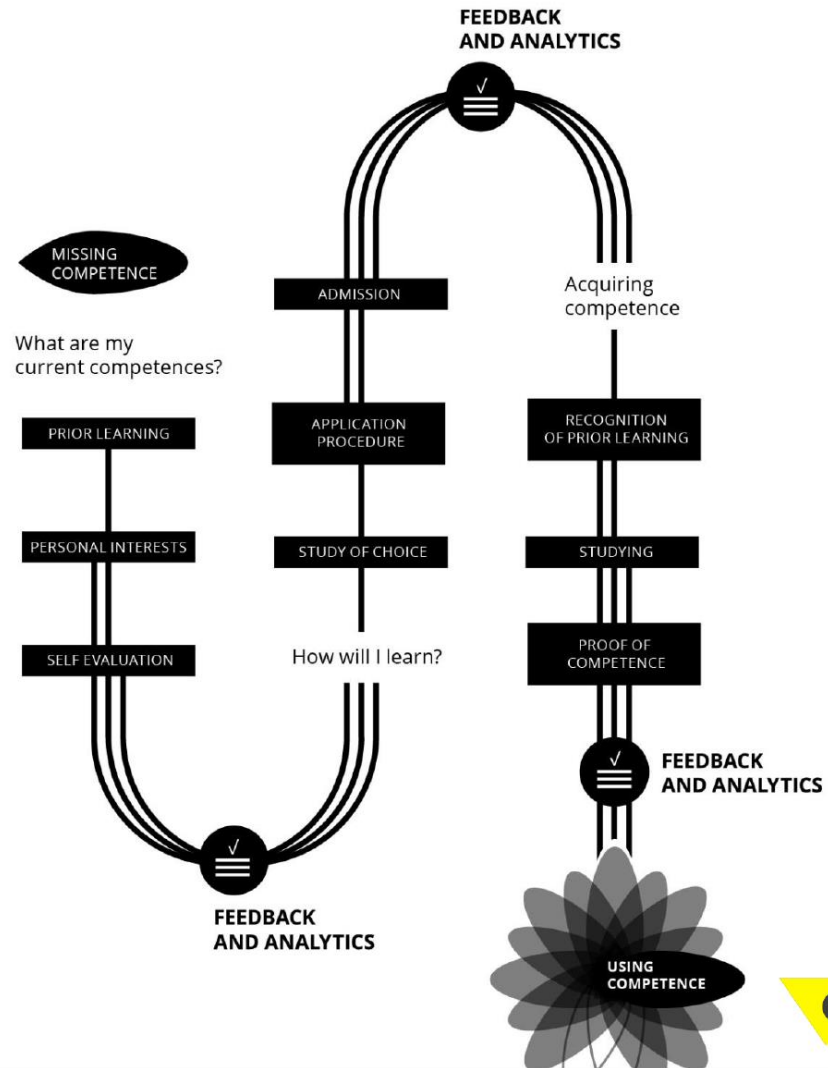 MISSING
COMPETENCE
What are my
current competences?
PRIOR LEARNING
PERSONAL INTERESTS
SELF EVALUATION
FEEDBACK
AND ANALYTICS
How will I learn?
STUDY OF CHOICE
APPLICATION
PROCEDURE
ADMISSION
FEEDBACK
AND ANALYTICS
Acquiring
competence
RECOGNITION
OF PRIOR LEARNING
STUDYING
PROOF OF
COMPETENCE
FEEDBACK
AND ANALYTICS
USING
COMPETENCE